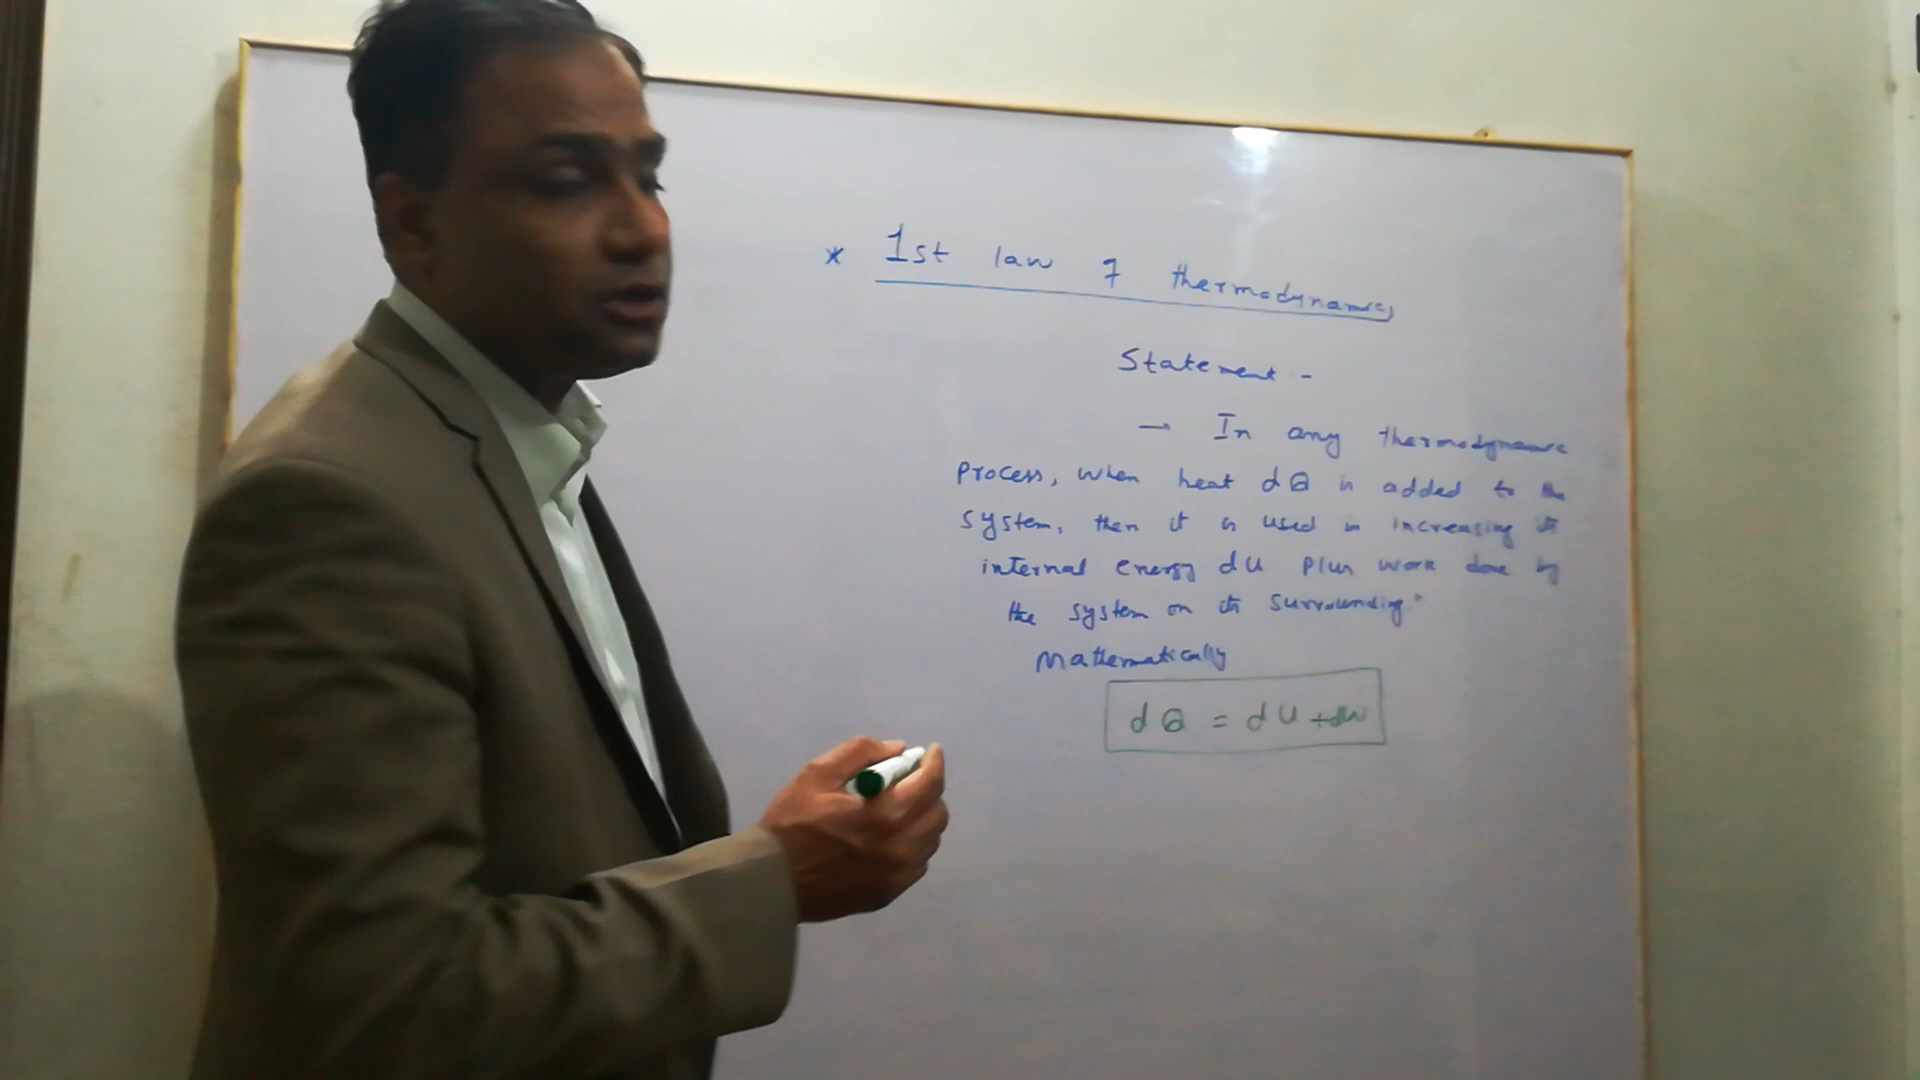 * 1st law of thermodynamics
Statement -
→ In any thermodynamic
process, when heat dQ is added to the
system, then it is used in increasing its
internal energy dU plus work done by
the system on its surrounding"
Mathematically
dQ = dU + dW